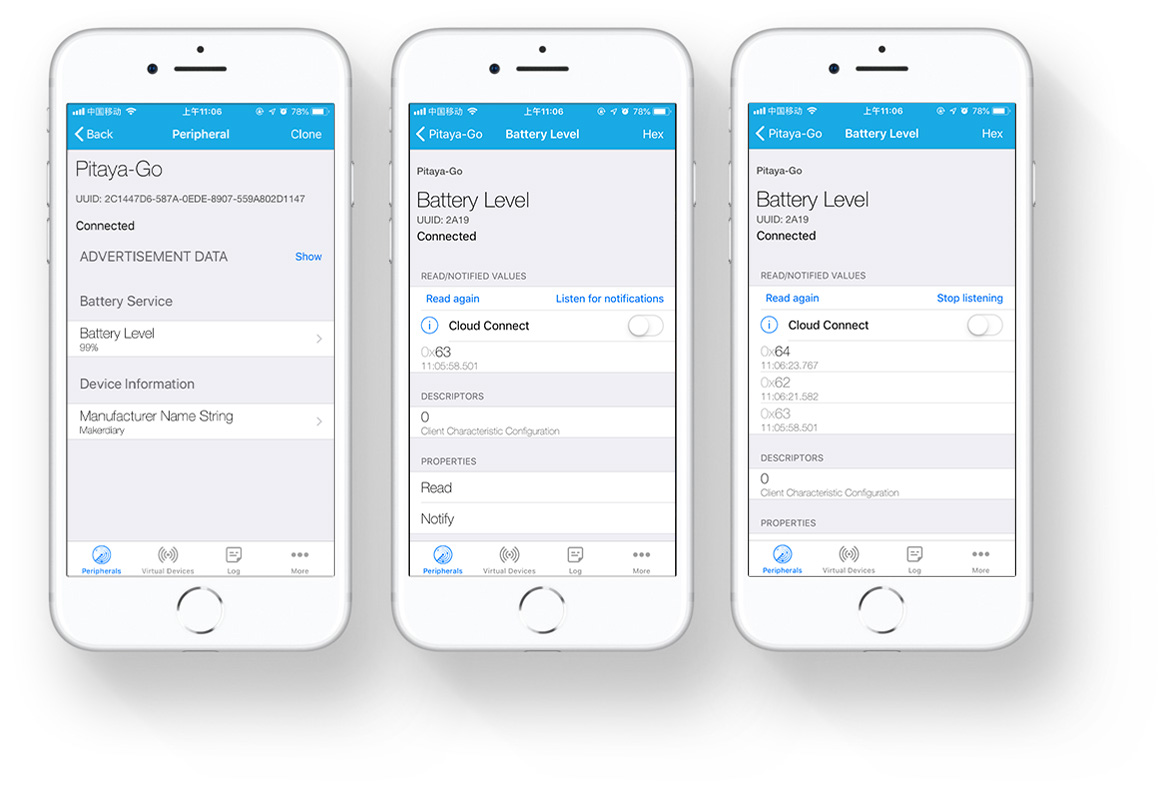 中国移动 上午11:06 78%
Back Peripheral Clone
Pitaya-Go
UUID: 2C1447D6-587A-0EDE-8907-559A802D1147
Connected
ADVERTISEMENT DATA Show
Battery Service
Battery Level
99%
Device Information
Manufacturer Name String
Makerdiary
Peripherals Virtual Devices Log More
中国移动 上午11:06 78%
Pitaya-Go Battery Level Hex
Pitaya-Go
Battery Level
UUID: 2A19
Connected
READ/NOTIFIED VALUES
Read again Listen for notifications
Cloud Connect
0x63
11:05:58.501
DESCRIPTORS
0
Client Characteristic Configuration
PROPERTIES
Read
Notify
Peripherals Virtual Devices Log More
中国移动 上午11:06 78%
Pitaya-Go Battery Level Hex
Pitaya-Go
Battery Level
UUID: 2A19
Connected
READ/NOTIFIED VALUES
Read again Stop listening
Cloud Connect
0x64
11:06:23.767
0x62
11:06:21.582
0x63
11:05:58.501
DESCRIPTORS
0
Client Characteristic Configuration
PROPERTIES
Peripherals Virtual Devices Log More